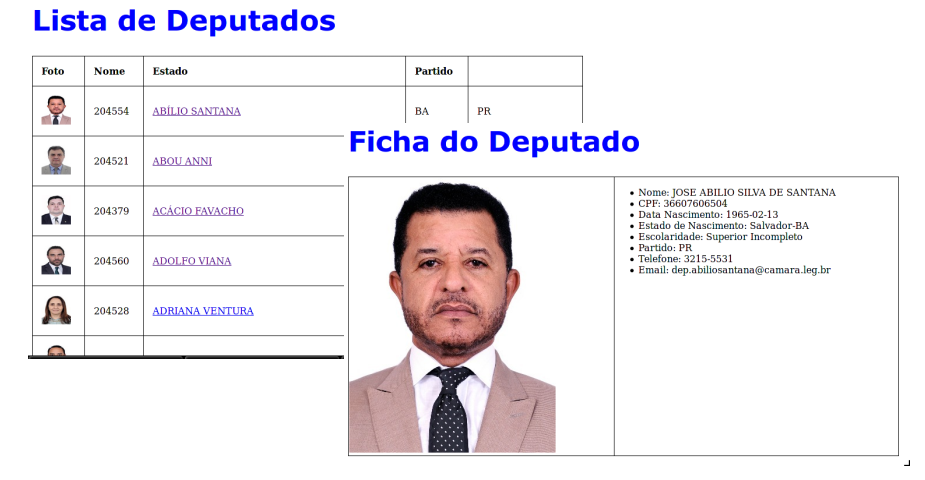 Lista de Deputados
Foto Nome Estado Partido
204554 ABÍLIO SANTANA BA PR
204521 ABOU ANNI
204379 ACÁCIO FAVACHO
204560 ADOLFO VIANA
204528 ADRIANA VENTURA
Ficha do Deputado
• Nome: JOSE ABILIO SILVA DE SANTANA
• CPF: 36607606504
• Data Nascimento: 1965-02-13
• Estado de Nascimento: Salvador-BA
• Escolaridade: Superior Incompleto
• Partido: PR
• Telefone: 3215-5531
• Email: dep.abiliosantana@camara.leg.br